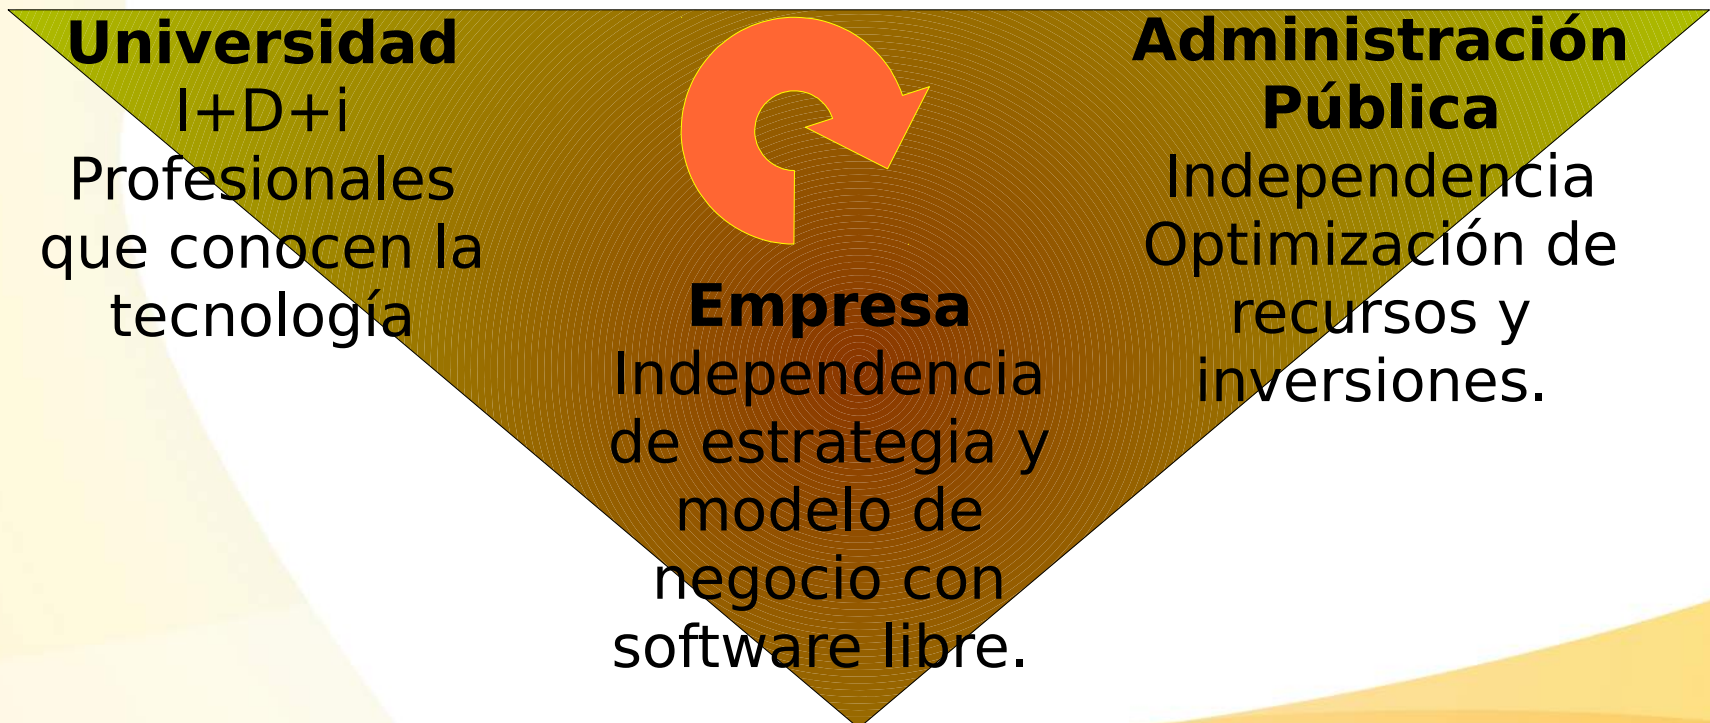 Universidad
I+D+i
Profesionales
que conocen la
tecnología
Empresa
Independencia
de estrategia y
modelo de
negocio con
software libre.
Administración
Pública
Independencia
Optimización de
recursos y
inversiones.